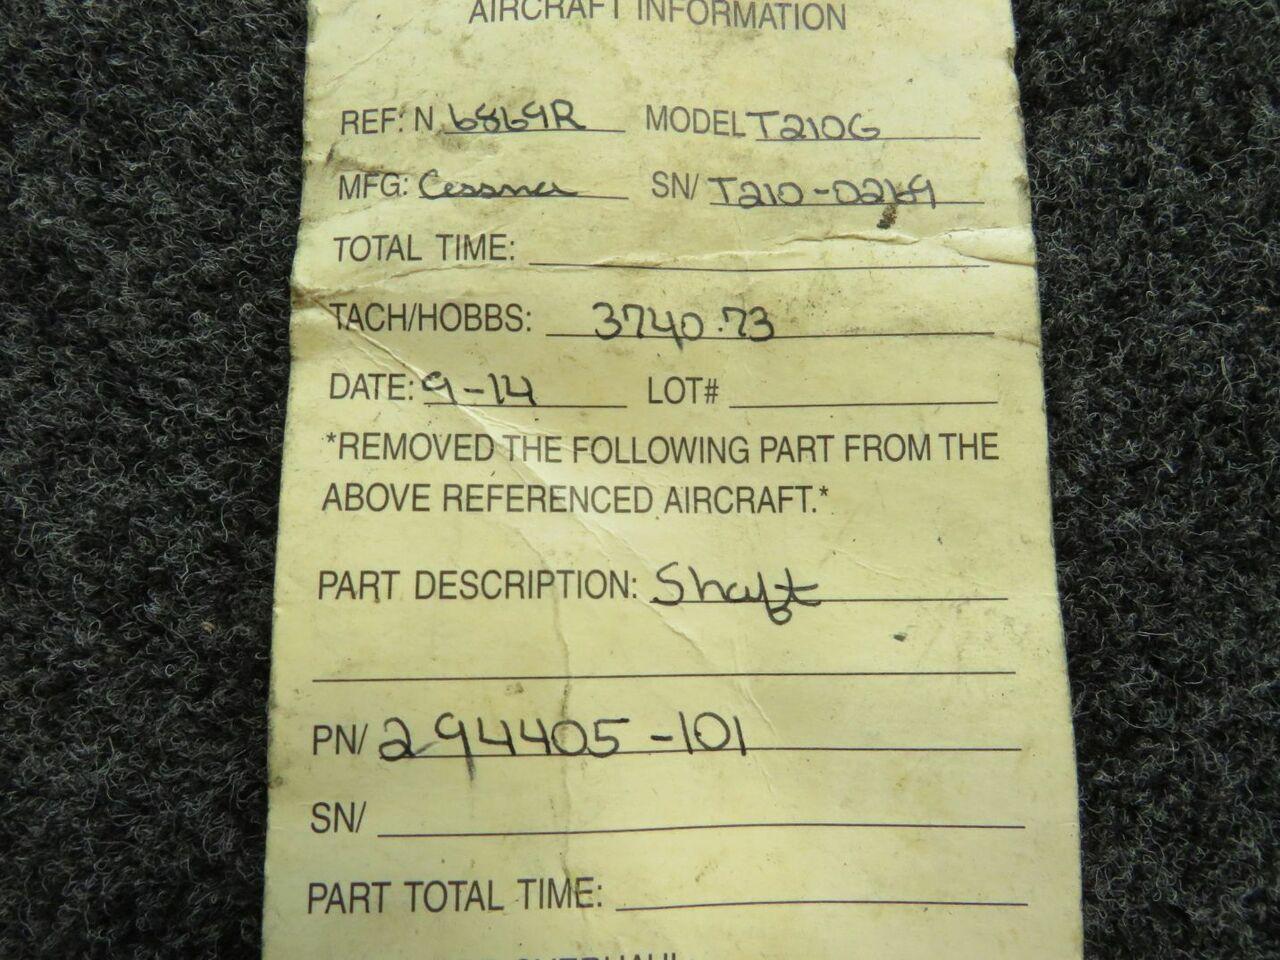 AIRCRAFT INFORMATION
REF: N 6869R MODEL T210G
MFG: Cessna SN/ T210-0269
TOTAL TIME:
TACH/HOBBS: 3740.73
DATE: 9-14 LOT#
*REMOVED THE FOLLOWING PART FROM THE
ABOVE REFERENCED AIRCRAFT.*
PART DESCRIPTION: Shaft
PN/ 294405-101
SN/
PART TOTAL TIME: